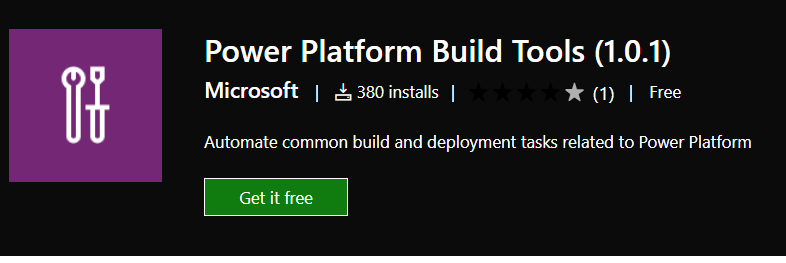 Power Platform Build Tools (1.0.1)
Microsoft | 380 installs | (1) | Free
Automate common build and deployment tasks related to Power Platform
Get it free